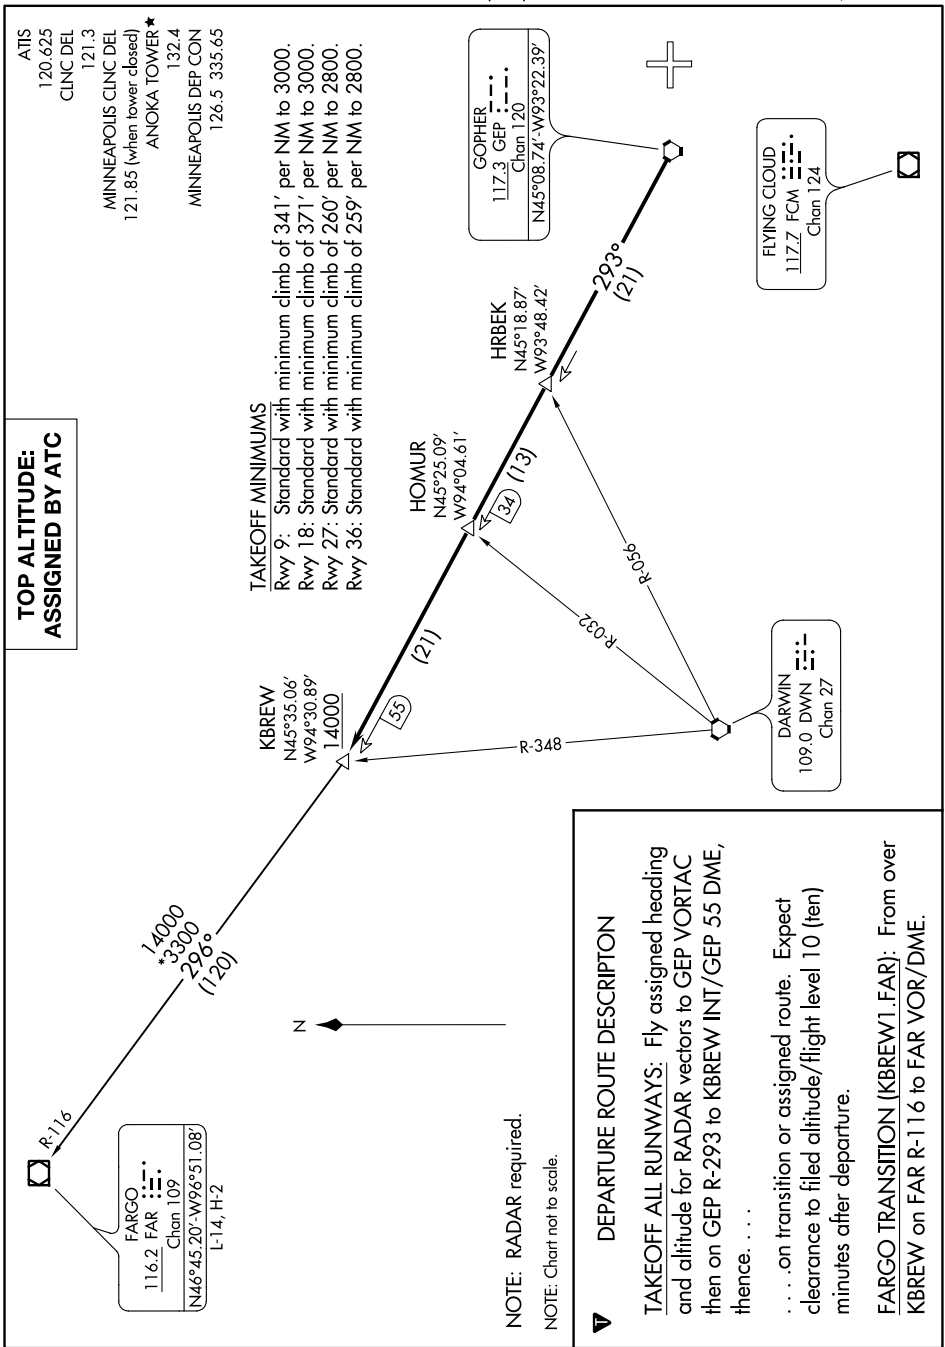 TOP ALTITUDE:
ASSIGNED BY ATC
ATIS
120.625
CLNC DEL
121.3
MINNEAPOLIS CLNC DEL
121.85 (when tower closed)
ANOKA TOWER★
132.4
MINNEAPOLIS DEP CON
126.5 335.65
TAKEOFF MINIMUMS
Rwy 9: Standard with minimum climb of 341' per NM to 3000.
Rwy 18: Standard with minimum climb of 371' per NM to 3000.
Rwy 27: Standard with minimum climb of 260' per NM to 2800.
Rwy 36: Standard with minimum climb of 259' per NM to 2800.
FARGO
116.2 FAR
Chan 109
N46°45.20'-W96°51.08'
L-14, H-2
R-116
14000
*3300
296°
(120)
N
KBREW
N45°35.06'
W94°30.89'
14000
55
(21)
HOMUR
N45°25.09'
W94°04.61'
34
(13)
HRBEK
N45°18.87'
W93°48.42'
293°
(21)
GOPHER
117.3 GEP
Chan 120
N45°08.74'-W93°22.39'
R-348
R-032
R-056
DARWIN
109.0 DWN
Chan 27
FLYING CLOUD
117.7 FCM
Chan 124
NOTE: RADAR required.
NOTE: Chart not to scale.
T
DEPARTURE ROUTE DESCRIPTON
TAKEOFF ALL RUNWAYS: Fly assigned heading
and altitude for RADAR vectors to GEP VORTAC
then on GEP R-293 to KBREW INT/GEP 55 DME,
thence. . . .
. . . .on transition or assigned route. Expect
clearance to filed altitude/flight level 10 (ten)
minutes after departure.
FARGO TRANSITION (KBREW1.FAR): From over
KBREW on FAR R-116 to FAR VOR/DME.